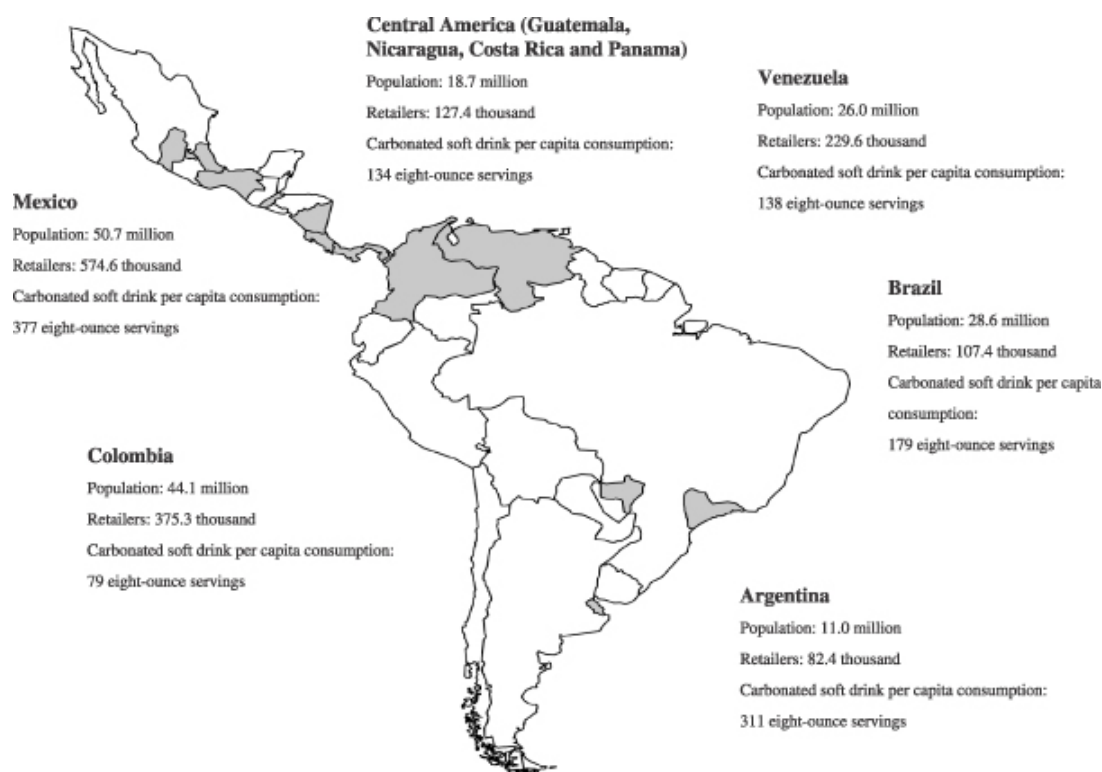 Central America (Guatemala,
Nicaragua, Costa Rica and Panama)
Population: 18.7 million
Retailers: 127.4 thousand
Carbonated soft drink per capita consumption:
134 eight-ounce servings
Venezuela
Population: 26.0 million
Retailers: 229.6 thousand
Carbonated soft drink per capita consumption:
138 eight-ounce servings
Mexico
Population: 50.7 million
Retailers: 574.6 thousand
Carbonated soft drink per capita consumption:
377 eight-ounce servings
Brazil
Population: 28.6 million
Retailers: 107.4 thousand
Carbonated soft drink per capita
consumption:
179 eight-ounce servings
Colombia
Population: 44.1 million
Retailers: 375.3 thousand
Carbonated soft drink per capita consumption:
79 eight-ounce servings
Argentina
Population: 11.0 million
Retailers: 82.4 thousand
Carbonated soft drink per capita consumption:
311 eight-ounce servings